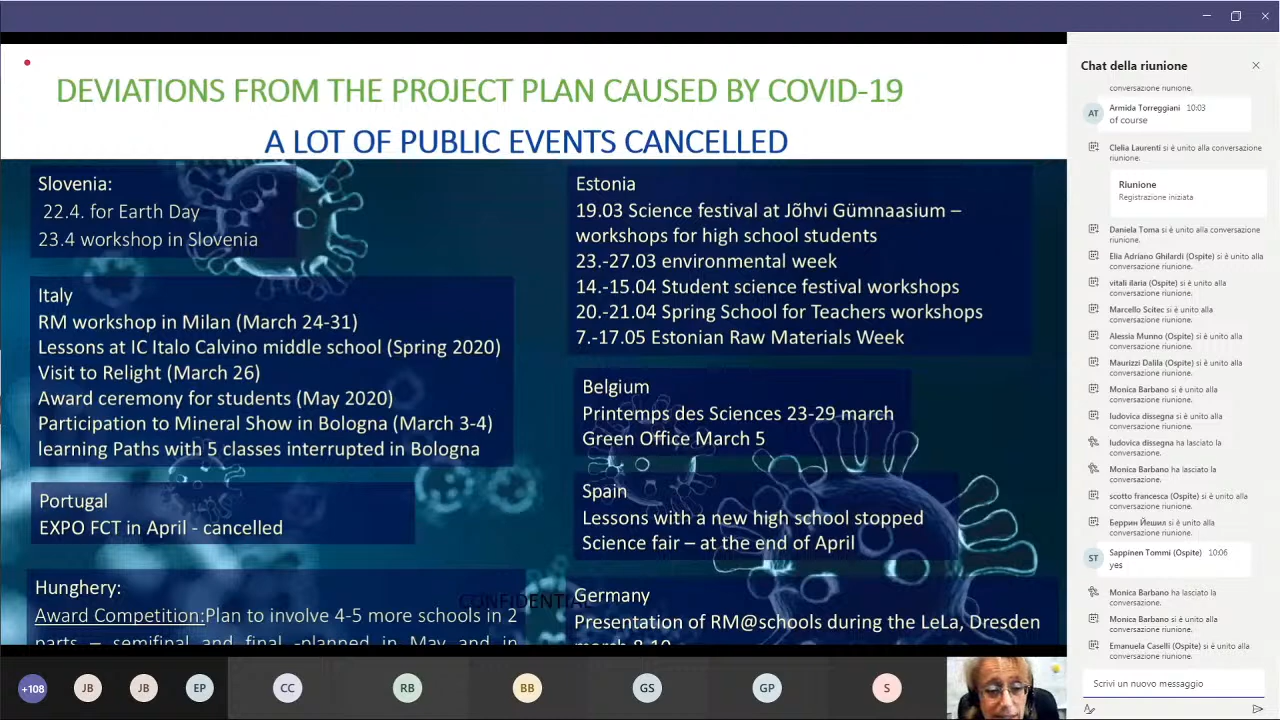 DEVIATIONS FROM THE PROJECT PLAN CAUSED BY COVID-19
A LOT OF PUBLIC EVENTS CANCELLED
Slovenia:
22.4. for Earth Day
23.4 workshop in Slovenia
Italy
RM workshop in Milan (March 24-31)
Lessons at IC Italo Calvino middle school (Spring 2020)
Visit to Relight (March 26)
Award ceremony for students (May 2020)
Participation to Mineral Show in Bologna (March 3-4)
learning Paths with 5 classes interrupted in Bologna
Portugal
EXPO FCT in April - cancelled
Hunghery:
Award Competition:Plan to involve 4-5 more schools in 2
parts – semifinal and final -planned in May and in
Estonia
19.03 Science festival at Jõhvi Gümnaasium –
workshops for high school students
23.-27.03 environmental week
14.-15.04 Student science festival workshops
20.-21.04 Spring School for Teachers workshops
7.-17.05 Estonian Raw Materials Week
Belgium
Printemps des Sciences 23-29 march
Green Office March 5
Spain
Lessons with a new high school stopped
Science fair – at the end of April
Germany
Presentation of RM@schools during the LeLa, Dresden
march 8-10
CONFIDENTIAL
+108
JB
JB
EP
CC
RB
BB
GS
GP
S
Chat della riunione
conversazione riunione.
AT
Armida Torreggiani 10:03
of course
Clelia Laurenti si è unito alla conversazione
riunione.
Riunione
Registrazione iniziata
Daniela Toma si è unito alla conversazione
riunione.
Elia Adriano Ghilardi (Ospite) si è unito alla
conversazione riunione.
vitali ilaria (Ospite) si è unito alla
conversazione riunione.
Marcello Scitec si è unito alla
conversazione riunione.
Alessia Munno (Ospite) si è unito alla
conversazione riunione.
Maurizzi Dalila (Ospite) si è unito alla
conversazione riunione.
Monica Barbano si è unito alla
conversazione riunione.
ludovica dissegna si è unito alla
conversazione riunione.
ludovica dissegna ha lasciato la
conversazione.
Monica Barbano ha lasciato la
conversazione.
scotto francesca (Ospite) si è unito alla
conversazione riunione.
Беррин Йешил si è unito alla
conversazione riunione.
ST
Sappinen Tommi (Ospite) 10:06
yes
Monica Barbano ha lasciato la
conversazione.
Monica Barbano si è unito alla
conversazione riunione.
Emanuela Caselli (Ospite) si è unito alla
conversazione riunione.
Scrivi un nuovo messaggio